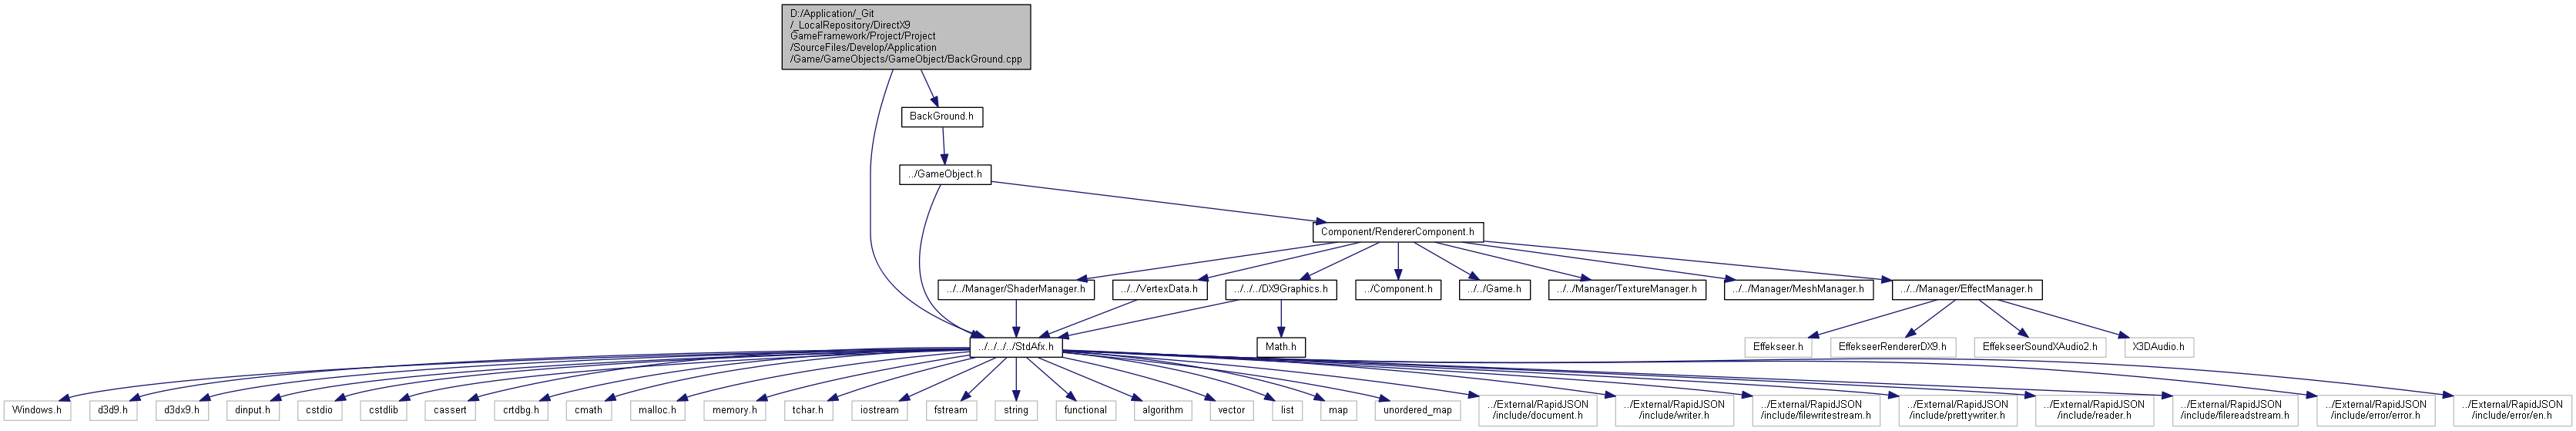 D:/Application/_Git
/_LocalRepository/DirectX9
GameFramework/Project/Project
/SourceFiles/Develop/Application
/Game/GameObjects/GameObject/BackGround.cpp
BackGround.h
../GameObject.h
Component/RendererComponent.h
../../Manager/ShaderManager.h
../../VertexData.h
../../../DX9Graphics.h
../Component.h
../../Game.h
../../Manager/TextureManager.h
../../Manager/MeshManager.h
../../Manager/EffectManager.h
../../../../StdAfx.h
Math.h
Effekseer.h
EffekseerRendererDX9.h
EffekseerSoundXAudio2.h
X3DAudio.h
Windows.h
d3d9.h
d3dx9.h
dinput.h
cstdio
cstdlib
cassert
crtdbg.h
cmath
malloc.h
memory.h
tchar.h
iostream
fstream
string
functional
algorithm
vector
list
map
unordered_map
../External/RapidJSON
/include/document.h
../External/RapidJSON
/include/writer.h
../External/RapidJSON
/include/filewritestream.h
../External/RapidJSON
/include/prettywriter.h
../External/RapidJSON
/include/reader.h
../External/RapidJSON
/include/filereadstream.h
../External/RapidJSON
/include/error/error.h
../External/RapidJSON
/include/error/en.h